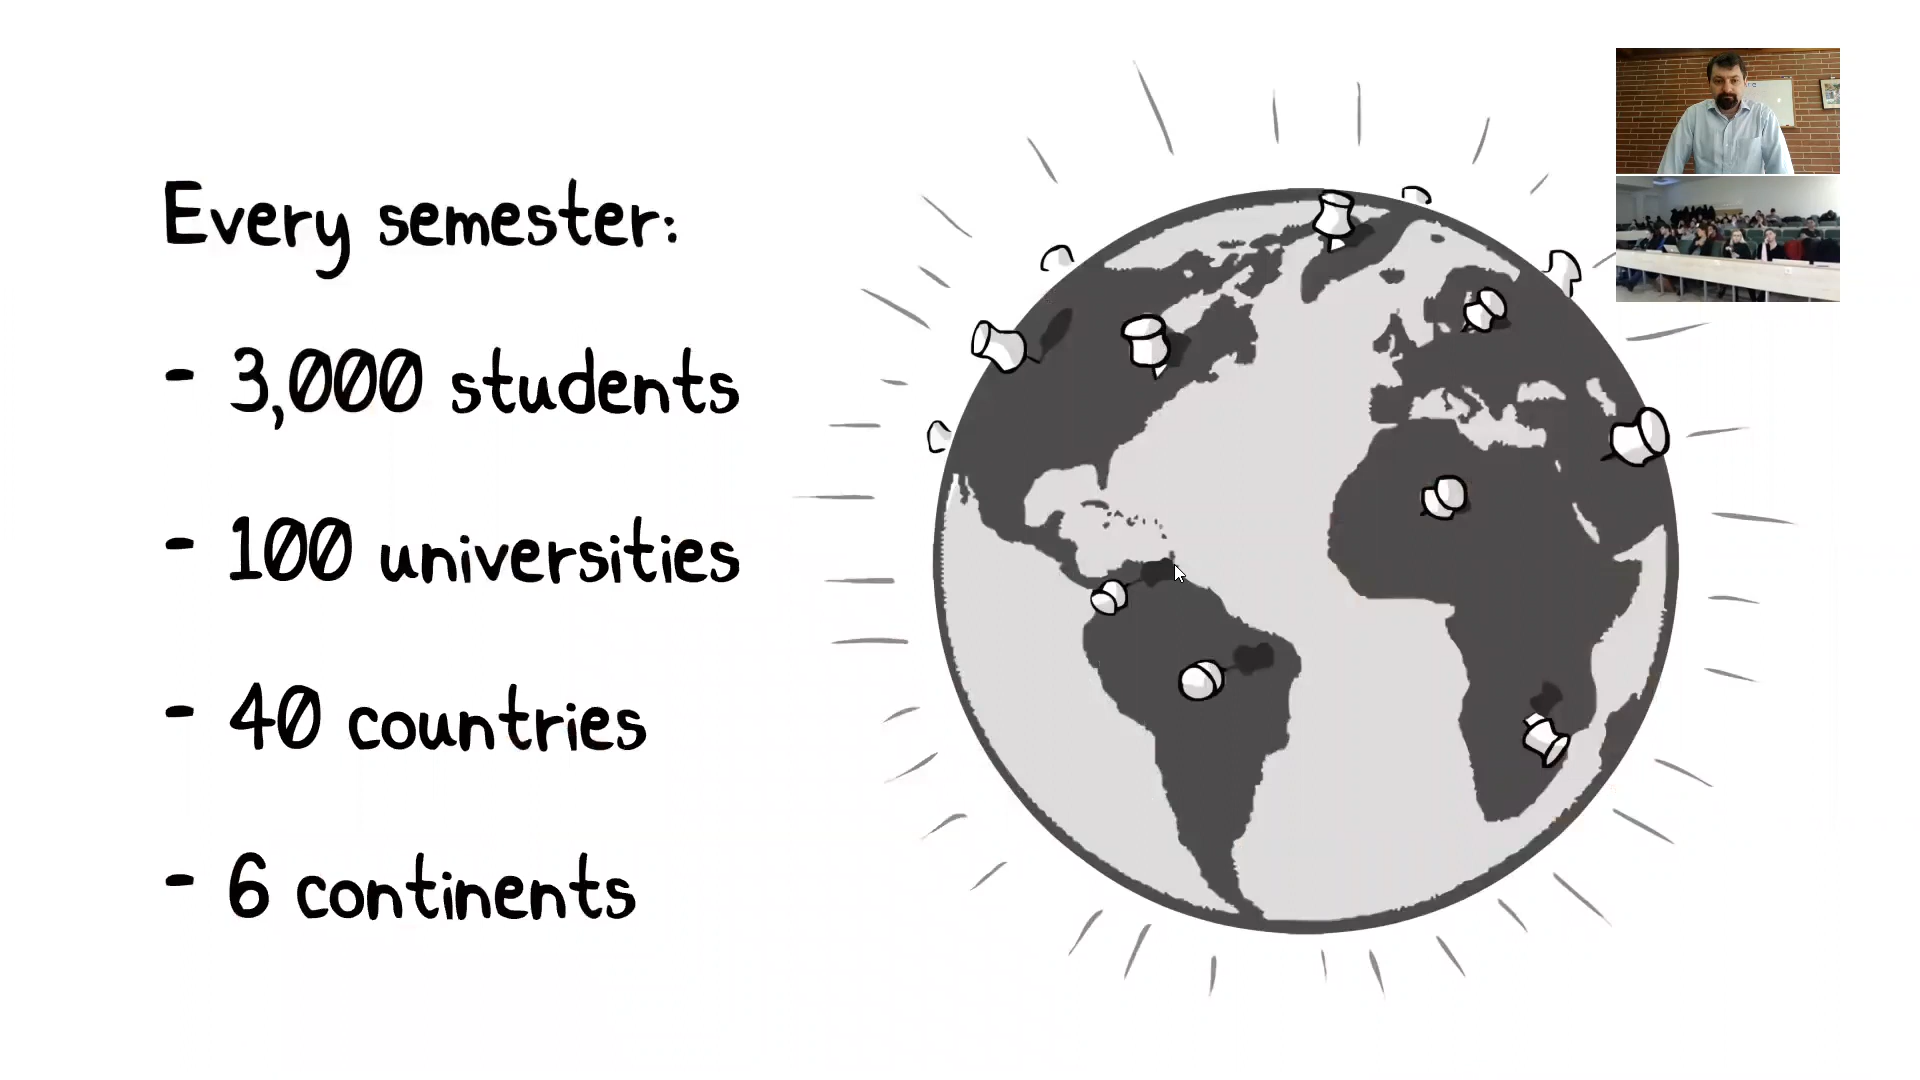 Every semester:
- 3,000 students
- 100 universities
- 40 countries
- 6 continents